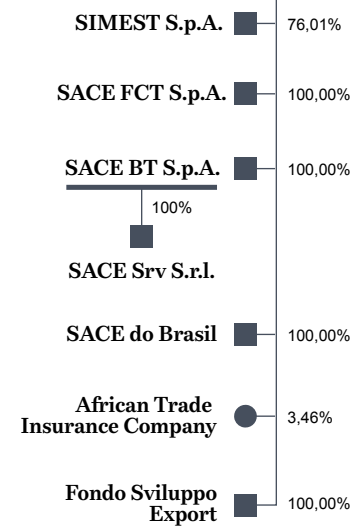 SIMEST S.p.A. 76,01%
SACE FCT S.p.A. 100,00%
SACE BT S.p.A. 100,00%
100%
SACE Srv S.r.l.
SACE do Brasil 100,00%
African Trade
Insurance Company 3,46%
Fondo Sviluppo
Export 100,00%